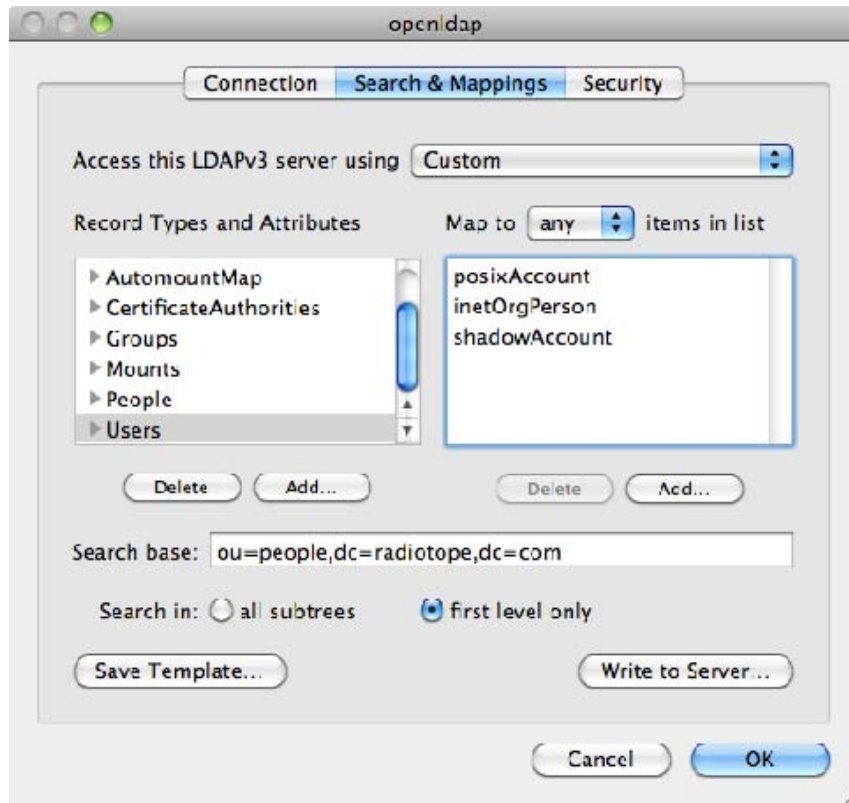 openldap
Connection Search & Mappings Security
Access this LDAPv3 server using Custom
Record Types and Attributes Map to any items in list
AutomountMap
CertificateAuthorities
Groups
Mounts
People
Users
posixAccount
inetOrgPerson
shadowAccount
Delete Add... Delete Add...
Search base: ou=people,dc=radiotope,dc=com
Search in: all subtrees first level only
Save Template... Write to Server...
Cancel OK